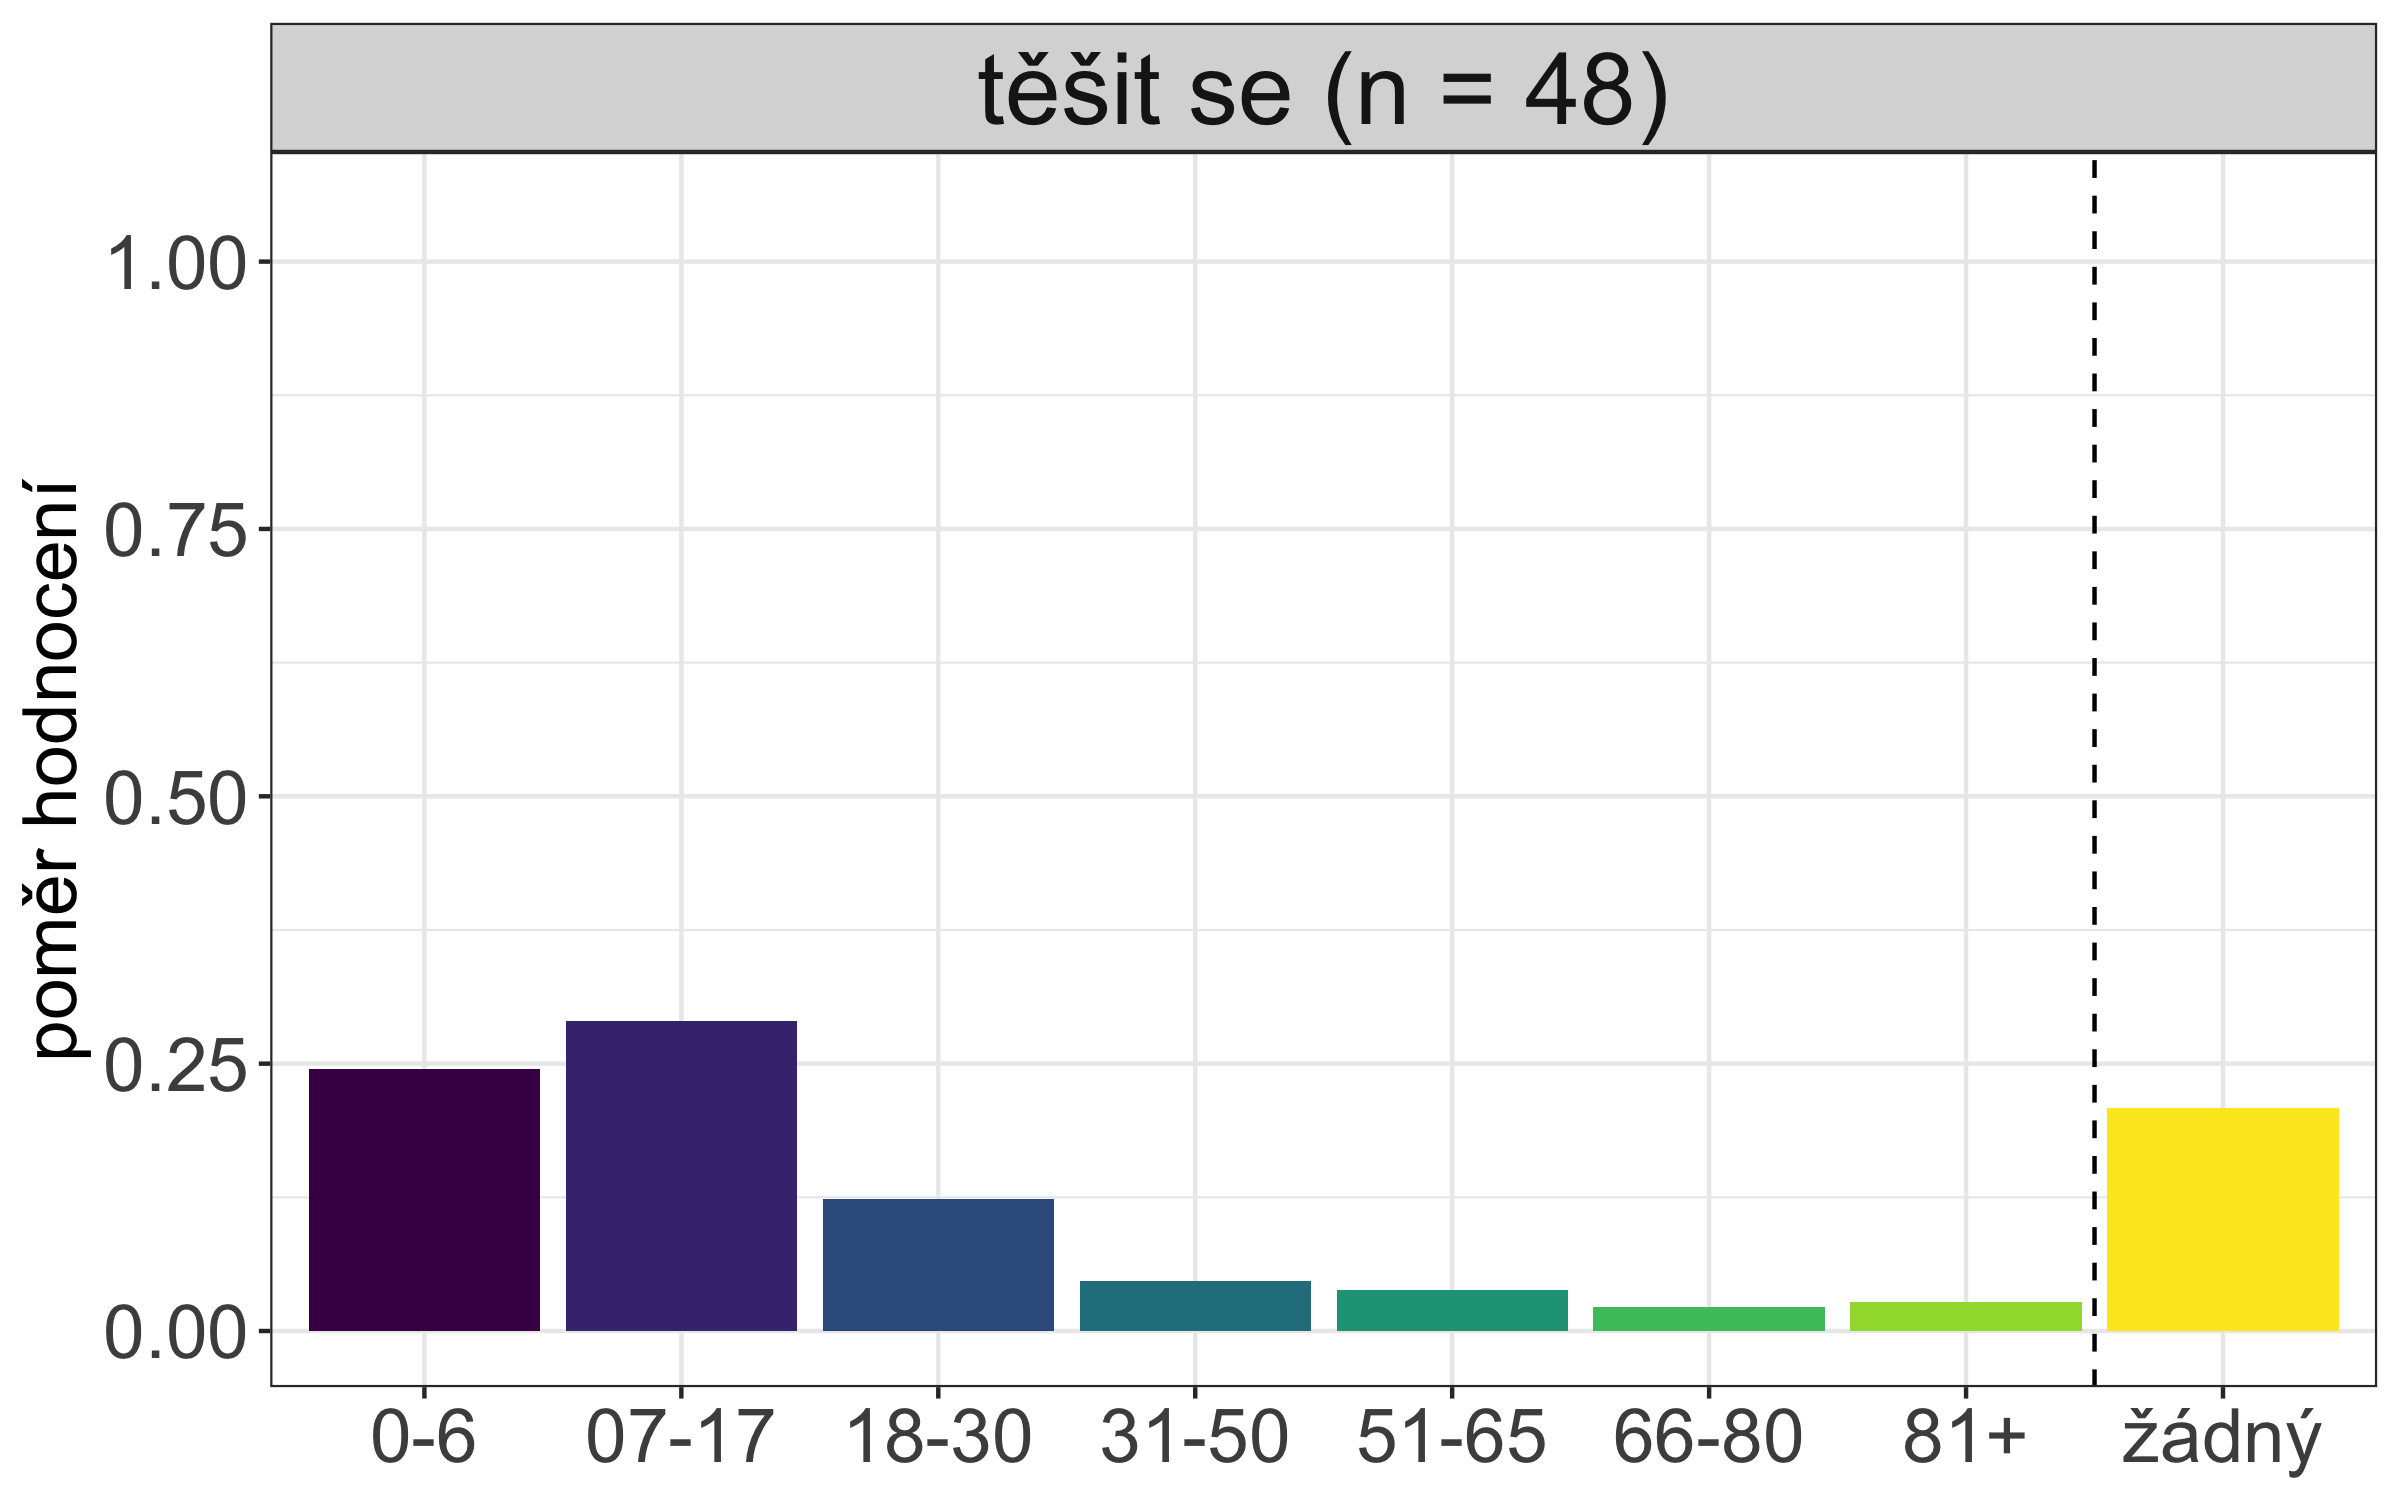 těšit se (n = 48)
poměr hodnocení
1.00
0.75
0.50
0.25
0.00
0-6 07-17 18-30 31-50 51-65 66-80 81+ žádný